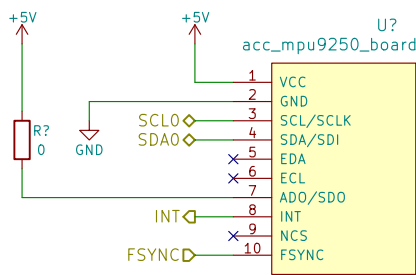 +5V
+5V
U?
acc_mpu9250_board
R?
0
GND
SCL0
SDA0
INT
FSYNC
1 VCC
2 GND
3 SCL/SCLK
4 SDA/SDI
5 EDA
6 ECL
7 ADO/SDO
8 INT
9 NCS
10 FSYNC